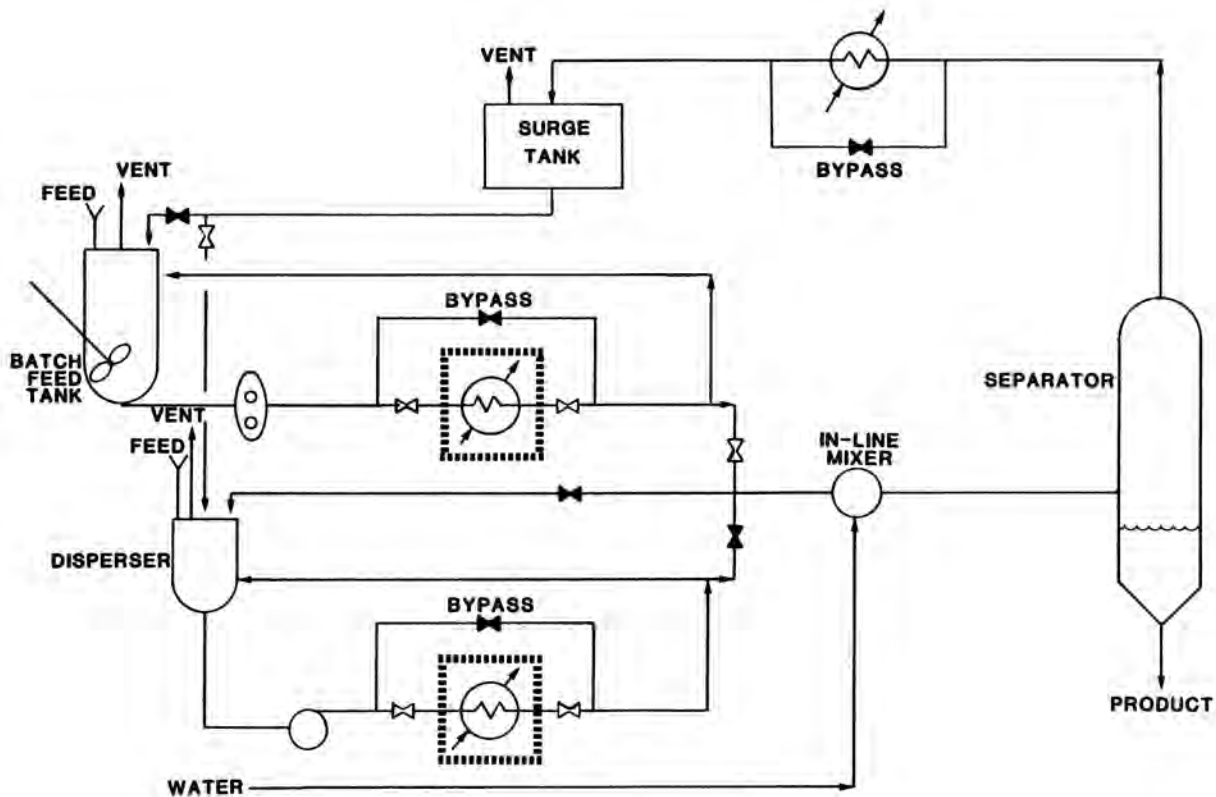 VENT
SURGE
TANK
BYPASS
VENT
FEED
BYPASS
BATCH
FEED
TANK
SEPARATOR
VENT
FEED
IN-LINE
MIXER
DISPERSER
BYPASS
PRODUCT
WATER